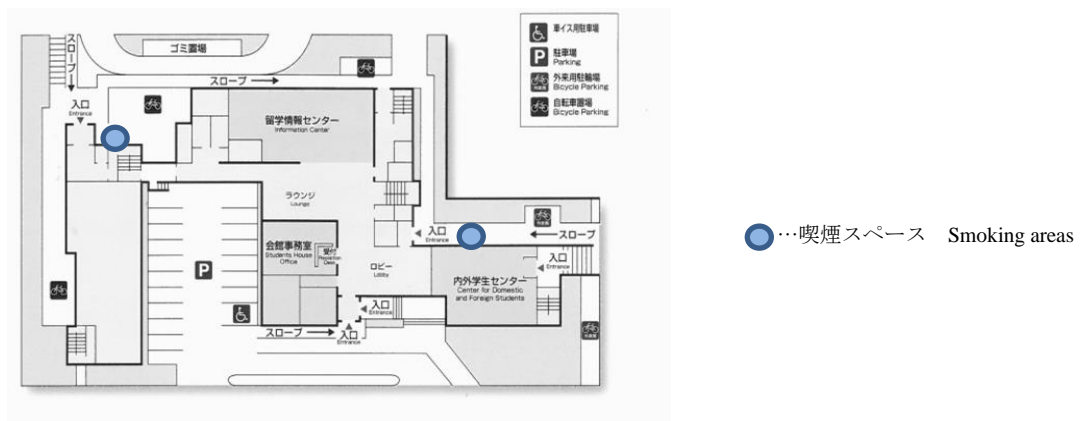 ゴミ置場
スロープ
スロープ
入口
Entrance
留学情報センター
Information Center
ラウンジ
Lounge
会館事務室
Students House
Office
受付
Reception
Desk
ロビー
Lobby
入口
Entrance
スロープ
内外学生センター
Center for Domestic
and Foreign Students
入口
Entrance
入口
Entrance
スロープ
入口
Entrance
P
車イス用駐車場
P
駐車場
Parking
外来用駐輪場
Bicycle Parking
自転車置場
Bicycle Parking
…喫煙スペース Smoking areas